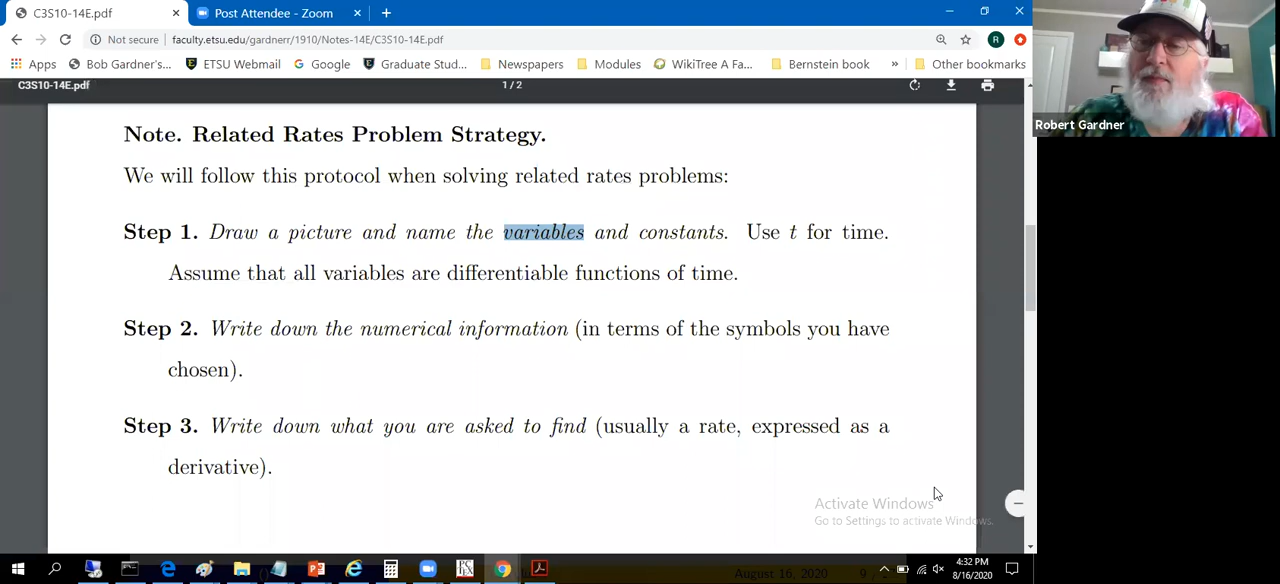 C3S10-14E.pdf
Post Attendee - Zoom
Not secure
faculty.etsu.edu/gardnerr/1910/Notes-14E/C3S10-14E.pdf
R
Apps
Bob Gardner's...
ETSU Webmail
Google
Graduate Stud...
Newspapers
Modules
WikiTree A Fa...
Bernstein book
»
Other bookmarks
C3S10-14E.pdf
1 / 2
Robert Gardner
Note. Related Rates Problem Strategy.
We will follow this protocol when solving related rates problems:
Step 1. Draw a picture and name the variables and constants. Use t for time.
Assume that all variables are differentiable functions of time.
Step 2. Write down the numerical information (in terms of the symbols you have
chosen).
Step 3. Write down what you are asked to find (usually a rate, expressed as a
derivative).
Activate Windows
Go to Settings to activate Windows.
August 16, 2020
4:32 PM
8/16/2020